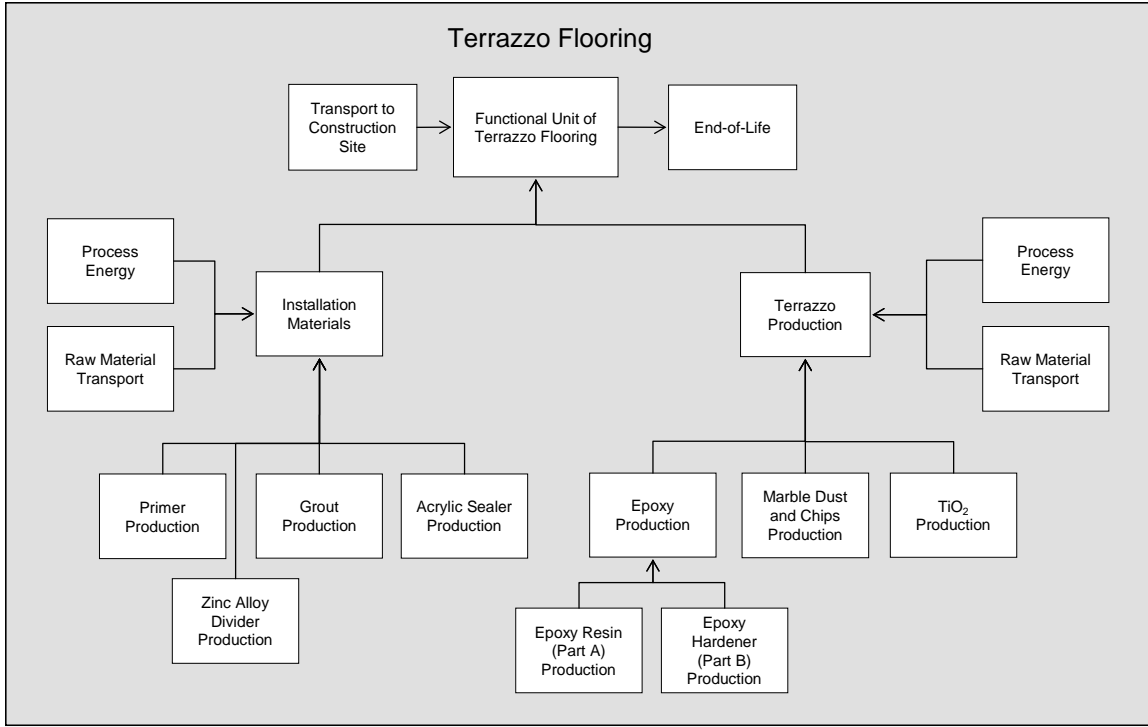 Terrazzo Flooring
Transport to
Construction
Site
Functional Unit of
Terrazzo Flooring
End-of-Life
Process
Energy
Raw Material
Transport
Installation
Materials
Terrazzo
Production
Process
Energy
Raw Material
Transport
Primer
Production
Grout
Production
Acrylic Sealer
Production
Zinc Alloy
Divider
Production
Epoxy
Production
Marble Dust
and Chips
Production
TiO₂
Production
Epoxy Resin
(Part A)
Production
Epoxy
Hardener
(Part B)
Production